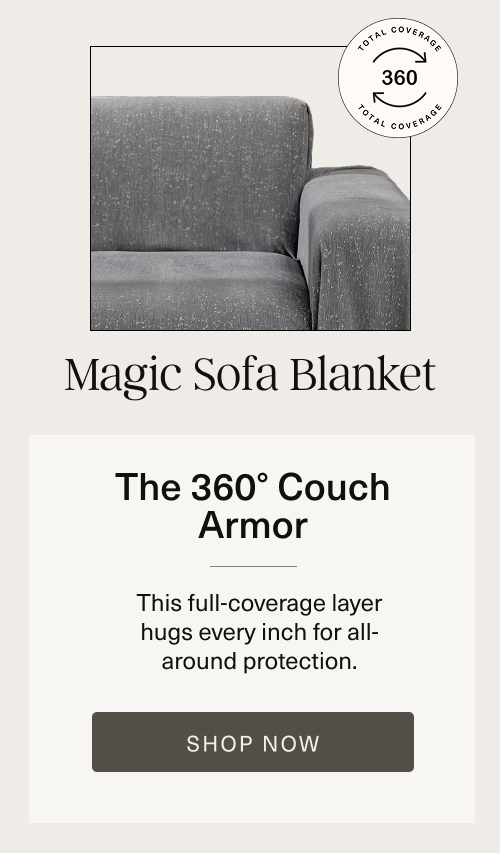 TOTAL COVERAGE
360
TOTAL COVERAGE
Magic Sofa Blanket
The 360° Couch
Armor
This full-coverage layer
hugs every inch for all-
around protection.
SHOP NOW